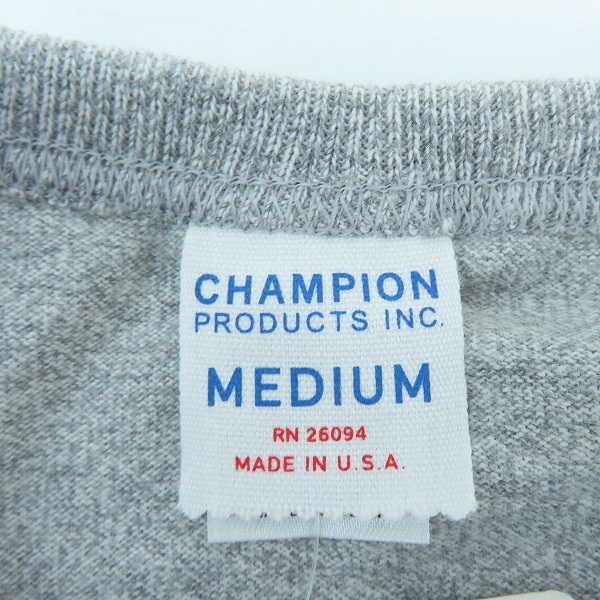 CHAMPION
PRODUCTS INC.
MEDIUM
RN 26094
MADE IN U.S.A.